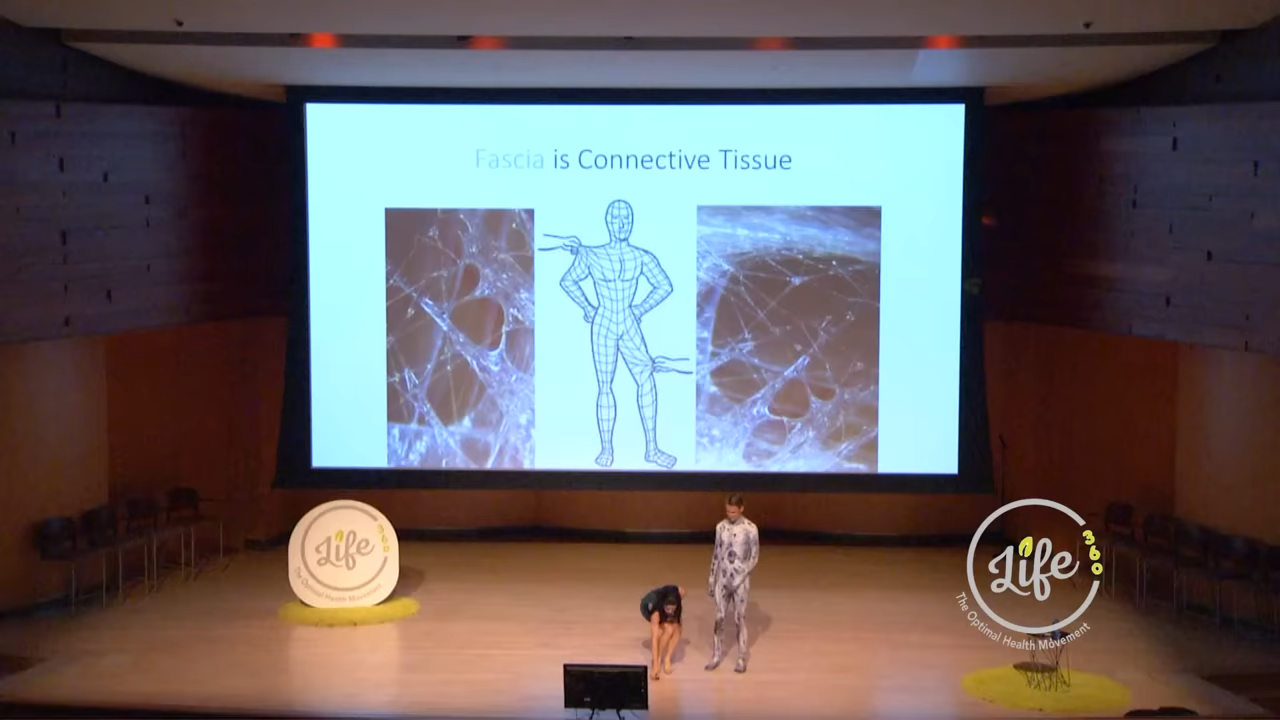 Fascia is Connective Tissue
Life 360
The Optimal Health Movement
Life 360
The Optimal Health Movement